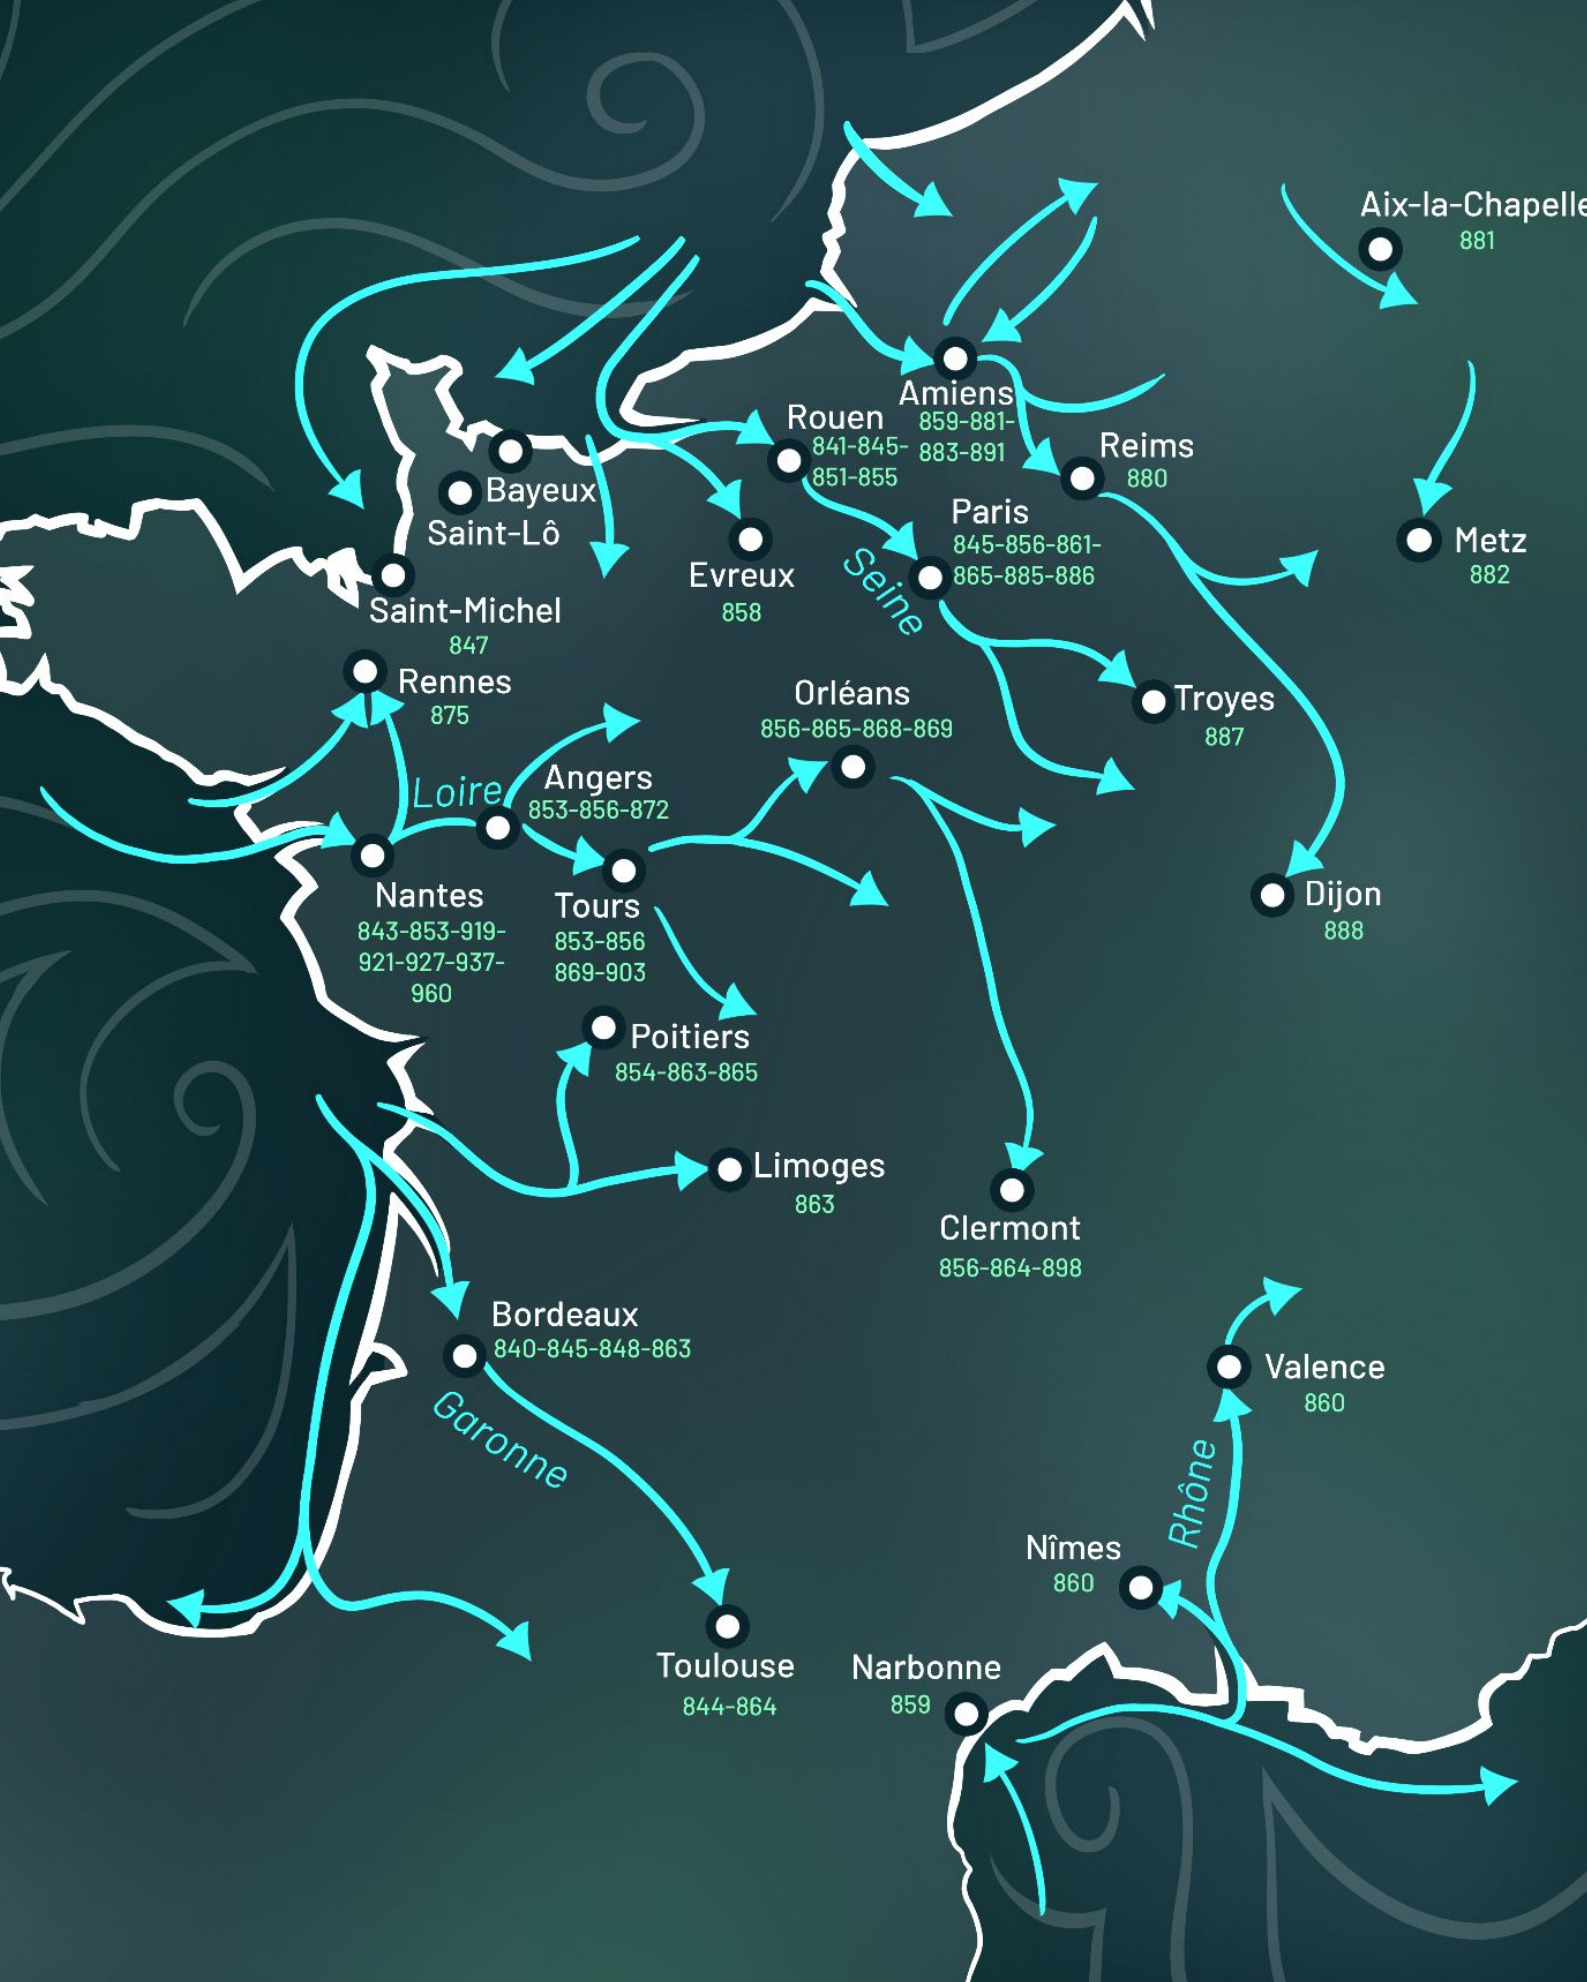 Aix-la-Chapelle
881
Amiens
859-881-
883-891
Rouen
841-845-
851-855
Reims
880
Bayeux
Saint-Lô
Paris
845-856-861-
865-885-886
Metz
882
Seine
Evreux
858
Saint-Michel
847
Rennes
875
Orléans
856-865-868-869
Troyes
887
Loire
Angers
853-856-872
Nantes
843-853-919-
921-927-937-
960
Tours
853-856
869-903
Dijon
888
Poitiers
854-863-865
Limoges
863
Clermont
856-864-898
Bordeaux
840-845-848-863
Garonne
Valence
860
Rhône
Nîmes
860
Toulouse
844-864
Narbonne
859